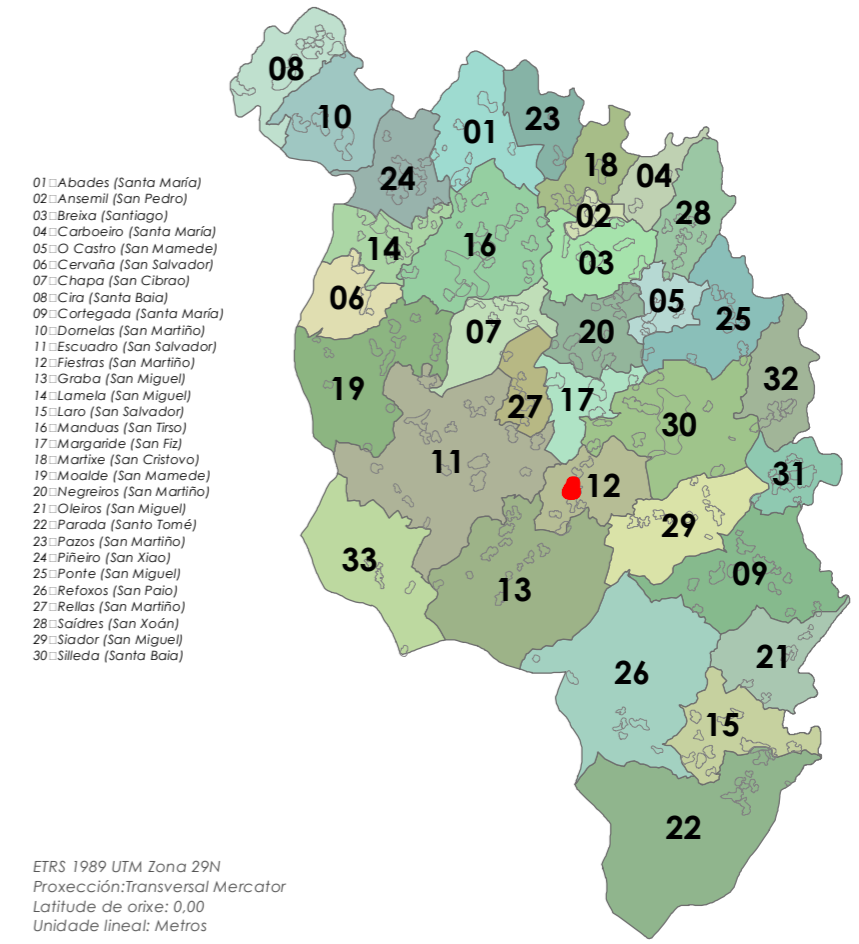 08
10
01
23
18
04
24
02
28
14
16
03
06
05
07
20
25
19
32
27
17
30
11
31
12
29
33
13
09
26
21
15
22
01□Abades (Santa María)
02□Ansemil (San Pedro)
03□Breixa (Santiago)
04□Carboeiro (Santa María)
05□O Castro (San Mamede)
06□Cervaña (San Salvador)
07□Chapa (San Cibrao)
08□Cira (Santa Baia)
09□Cortegada (Santa María)
10□Dornelas (San Martiño)
11□Escuadro (San Salvador)
12□Fiestras (San Martiño)
13□Graba (San Miguel)
14□Lamela (San Miguel)
15□Laro (San Salvador)
16□Manduas (San Tirso)
17□Margaride (San Fiz)
18□Martixe (San Cristovo)
19□Moalde (San Mamede)
20□Negreiros (San Martiño)
21□Oleiros (San Miguel)
22□Parada (Santo Tomé)
23□Pazos (San Martiño)
24□Piñeiro (San Xiao)
25□Ponte (San Miguel)
26□Refoxos (San Paio)
27□Rellas (San Martiño)
28□Saídres (San Xoán)
29□Siador (San Miguel)
30□Silleda (Santa Baia)
ETRS 1989 UTM Zona 29N
Proxección:Transversal Mercator
Latitude de orixe: 0,00
Unidade lineal: Metros